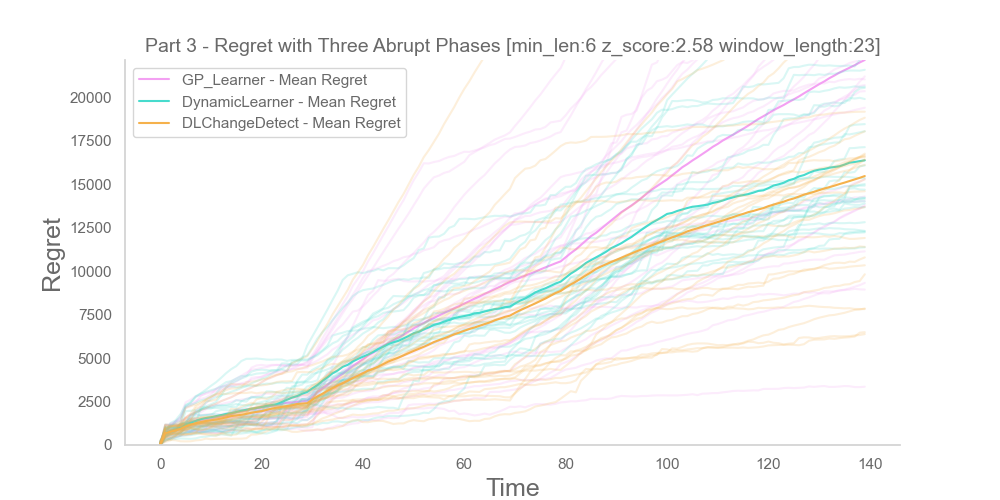 Part 3 - Regret with Three Abrupt Phases [min_len:6 z_score:2.58 window_length:23]
GP_Learner - Mean Regret
DynamicLearner - Mean Regret
DLChangeDetect - Mean Regret
20000
17500
15000
12500
10000
7500
5000
2500
0
Regret
0 20 40 60 80 100 120 140
Time